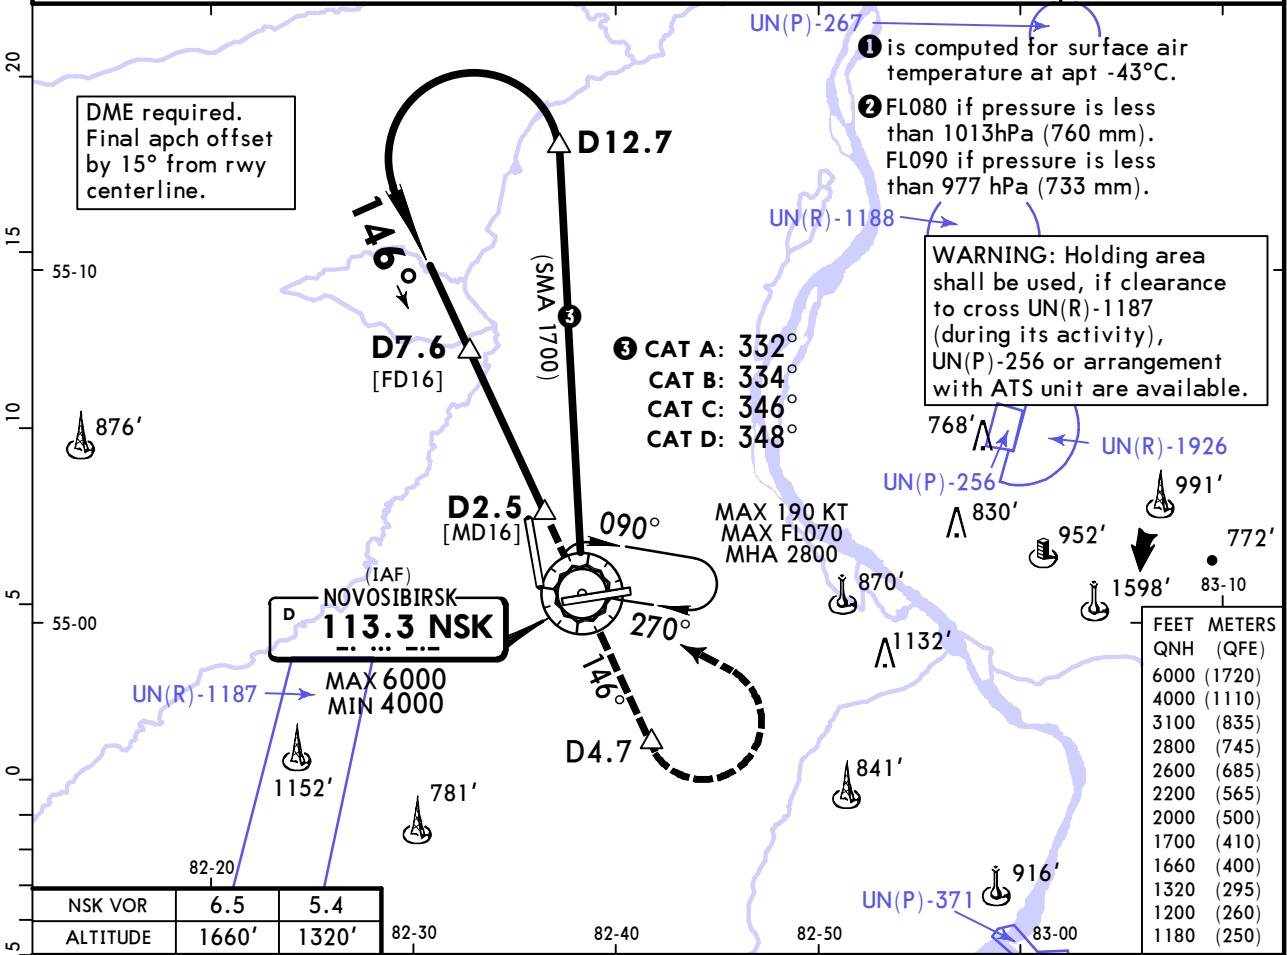 UN(P)-267
❶ is computed for surface air
temperature at apt -43°C.
❷ FL080 if pressure is less
than 1013hPa (760 mm).
FL090 if pressure is less
than 977 hPa (733 mm).
20
DME required.
Final apch offset
by 15° from rwy
centerline.
D12.7
146°
UN(R)-1188
15
55-10
(SMA 1700)
❸
WARNING: Holding area
shall be used, if clearance
to cross UN(R)-1187
(during its activity),
UN(P)-256 or arrangement
with ATS unit are available.
D7.6
[FD16]
❸ CAT A: 332°
CAT B: 334°
CAT C: 346°
CAT D: 348°
10
876'
768'
UN(R)-1926
UN(P)-256
991'
D2.5
[MD16]
090°
MAX 190 KT
MAX FL070
MHA 2800
830'
952'
772'
870'
1598'
83-10
5
55-00
(IAF)
NOVOSIBIRSK
D
113.3 NSK
270°
1132'
146°
UN(R)-1187
MAX 6000
MIN 4000
D4.7
0
1152'
781'
841'
82-20
916'
UN(P)-371
FEET METERS
QNH (QFE)
6000 (1720)
4000 (1110)
3100 (835)
2800 (745)
2600 (685)
2200 (565)
2000 (500)
1700 (410)
1660 (400)
1320 (295)
1200 (260)
1180 (250)
NSK VOR 6.5 5.4
ALTITUDE 1660' 1320'
5
82-30
82-40
82-50
83-00